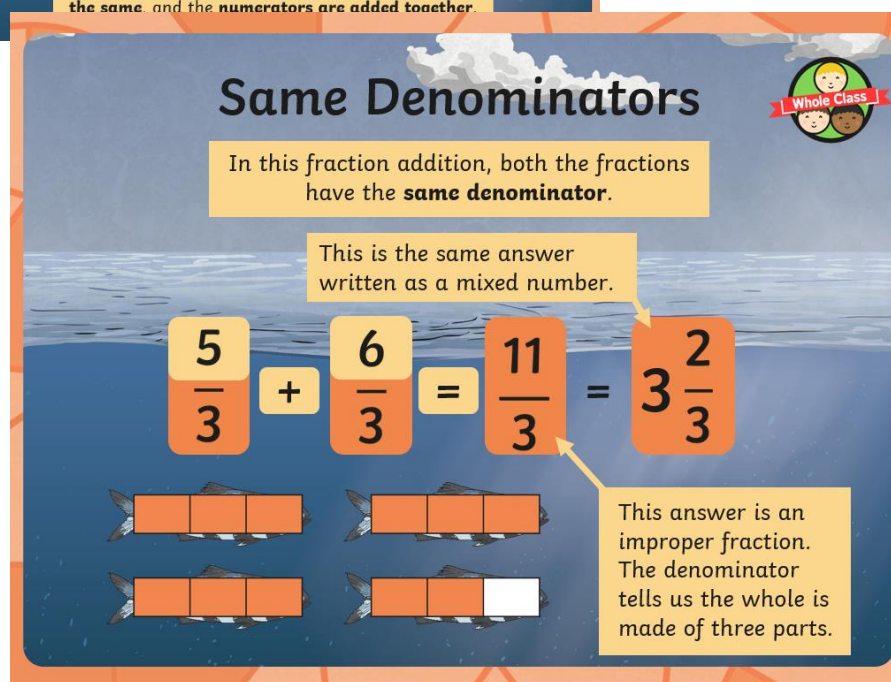 the same, and the numerators are added together.
Same Denominators
Whole Class
In this fraction addition, both the fractions
have the same denominator.
This is the same answer
written as a mixed number.
5/3 + 6/3 = 11/3 = 3 2/3
This answer is an
improper fraction.
The denominator
tells us the whole is
made of three parts.